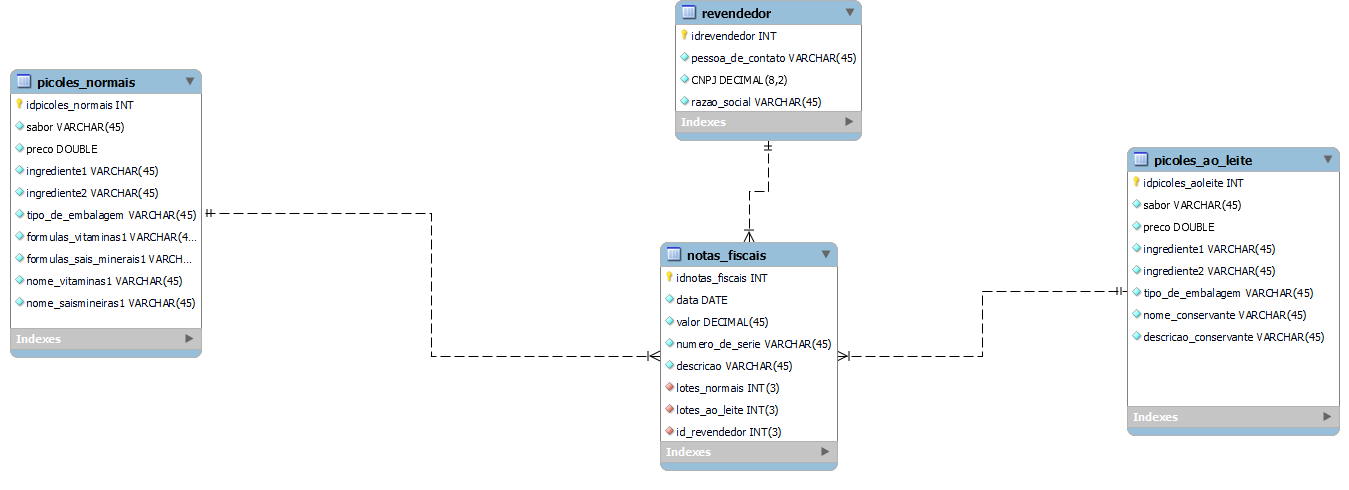 revendedor
idrevendedor INT
pessoa_de_contato VARCHAR(45)
CNPJ DECIMAL(8,2)
razao_social VARCHAR(45)
Indexes
picoles_normais
idpicoles_normais INT
sabor VARCHAR(45)
preco DOUBLE
ingrediente1 VARCHAR(45)
ingrediente2 VARCHAR(45)
tipo_de_embalagem VARCHAR(45)
formulas_vitaminas1 VARCHAR(4...
formulas_sais_minerais1 VARCH...
nome_vitaminas1 VARCHAR(45)
nome_saismineiras1 VARCHAR(45)
Indexes
notas_fiscais
idnotas_fiscais INT
data DATE
valor DECIMAL(45)
numero_de_serie VARCHAR(45)
descricao VARCHAR(45)
lotes_normais INT(3)
lotes_ao_leite INT(3)
id_revendedor INT(3)
Indexes
picoles_ao_leite
idpicoles_aoleite INT
sabor VARCHAR(45)
preco DOUBLE
ingrediente1 VARCHAR(45)
ingrediente2 VARCHAR(45)
tipo_de_embalagem VARCHAR(45)
nome_conservante VARCHAR(45)
descricao_conservante VARCHAR(45)
Indexes